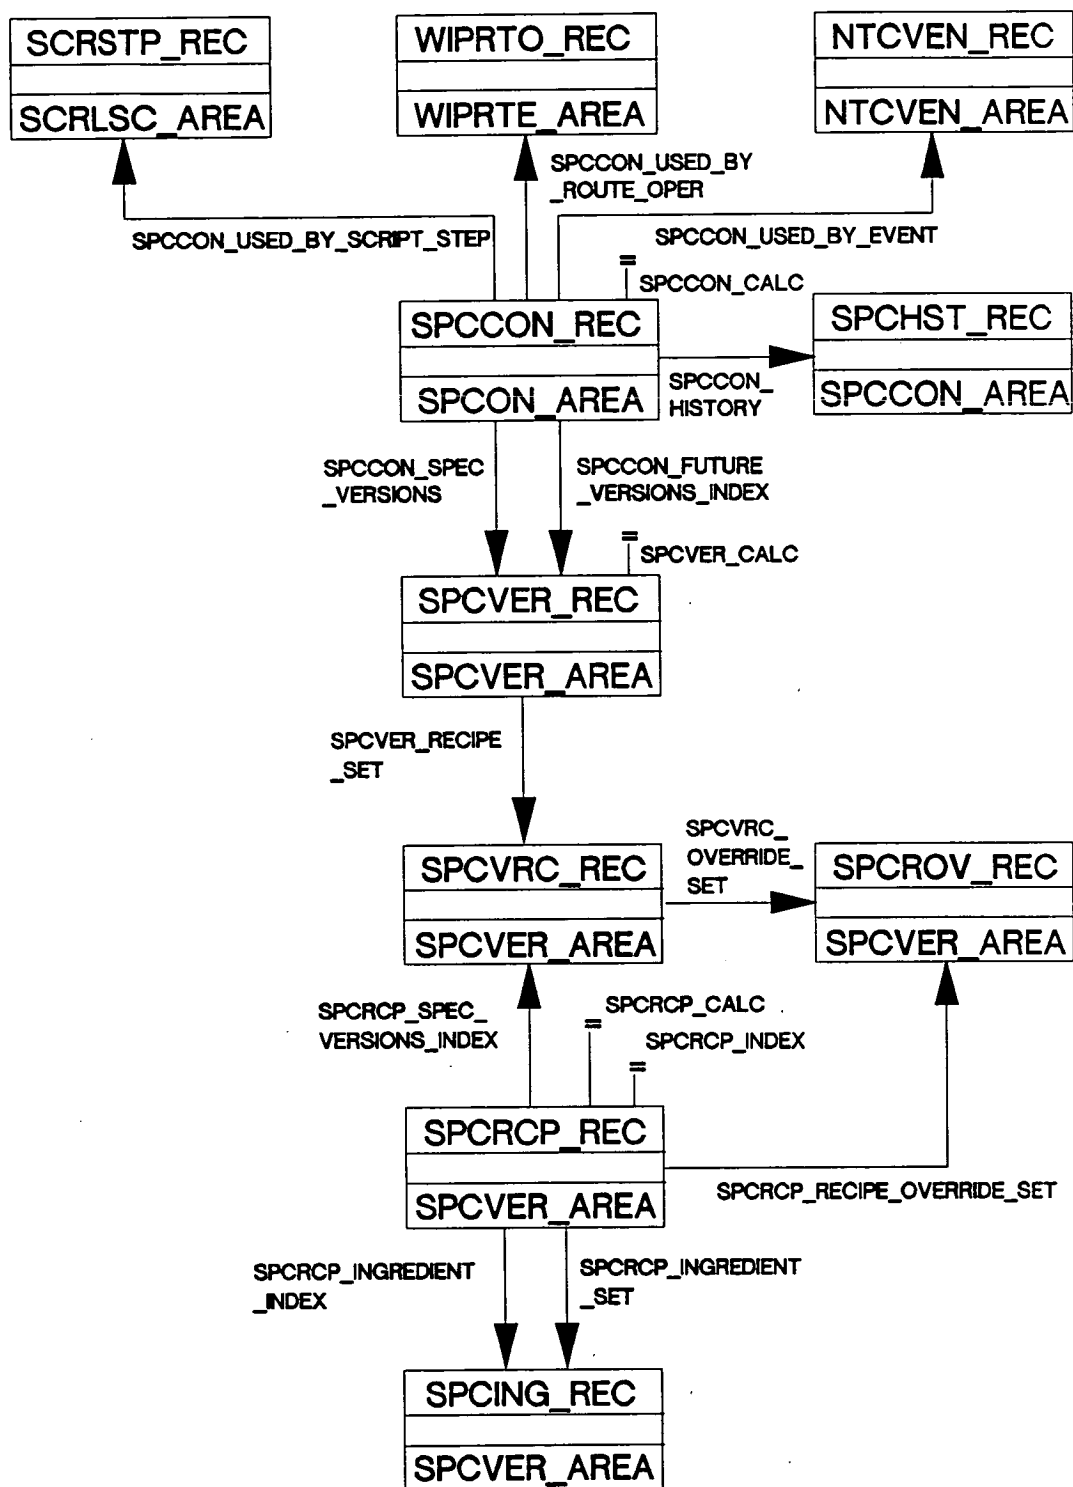 SCRSTP_REC
SCRLSC_AREA
WIPRTO_REC
WIPRTE_AREA
NTCVEN_REC
NTCVEN_AREA
SPCCON_USED_BY
_ROUTE_OPER
SPCCON_USED_BY_SCRIPT_STEP
SPCCON_USED_BY_EVENT
=
SPCCON_CALC
SPCCON_REC
SPCON_AREA
SPCCON_
HISTORY
SPCHST_REC
SPCCON_AREA
SPCCON_SPEC
_VERSIONS
SPCCON_FUTURE
_VERSIONS_INDEX
=
SPCVER_CALC
SPCVER_REC
SPCVER_AREA
SPCVER_RECIPE
_SET
SPCVRC_REC
SPCVER_AREA
SPCVRC_
OVERRIDE_
SET
SPCROV_REC
SPCVER_AREA
SPCRCP_SPEC_
VERSIONS_INDEX
=
SPCRCP_CALC
=
SPCRCP_INDEX
SPCRCP_REC
SPCVER_AREA
SPCRCP_RECIPE_OVERRIDE_SET
SPCRCP_INGREDIENT
_INDEX
SPCRCP_INGREDIENT
_SET
SPCING_REC
SPCVER_AREA